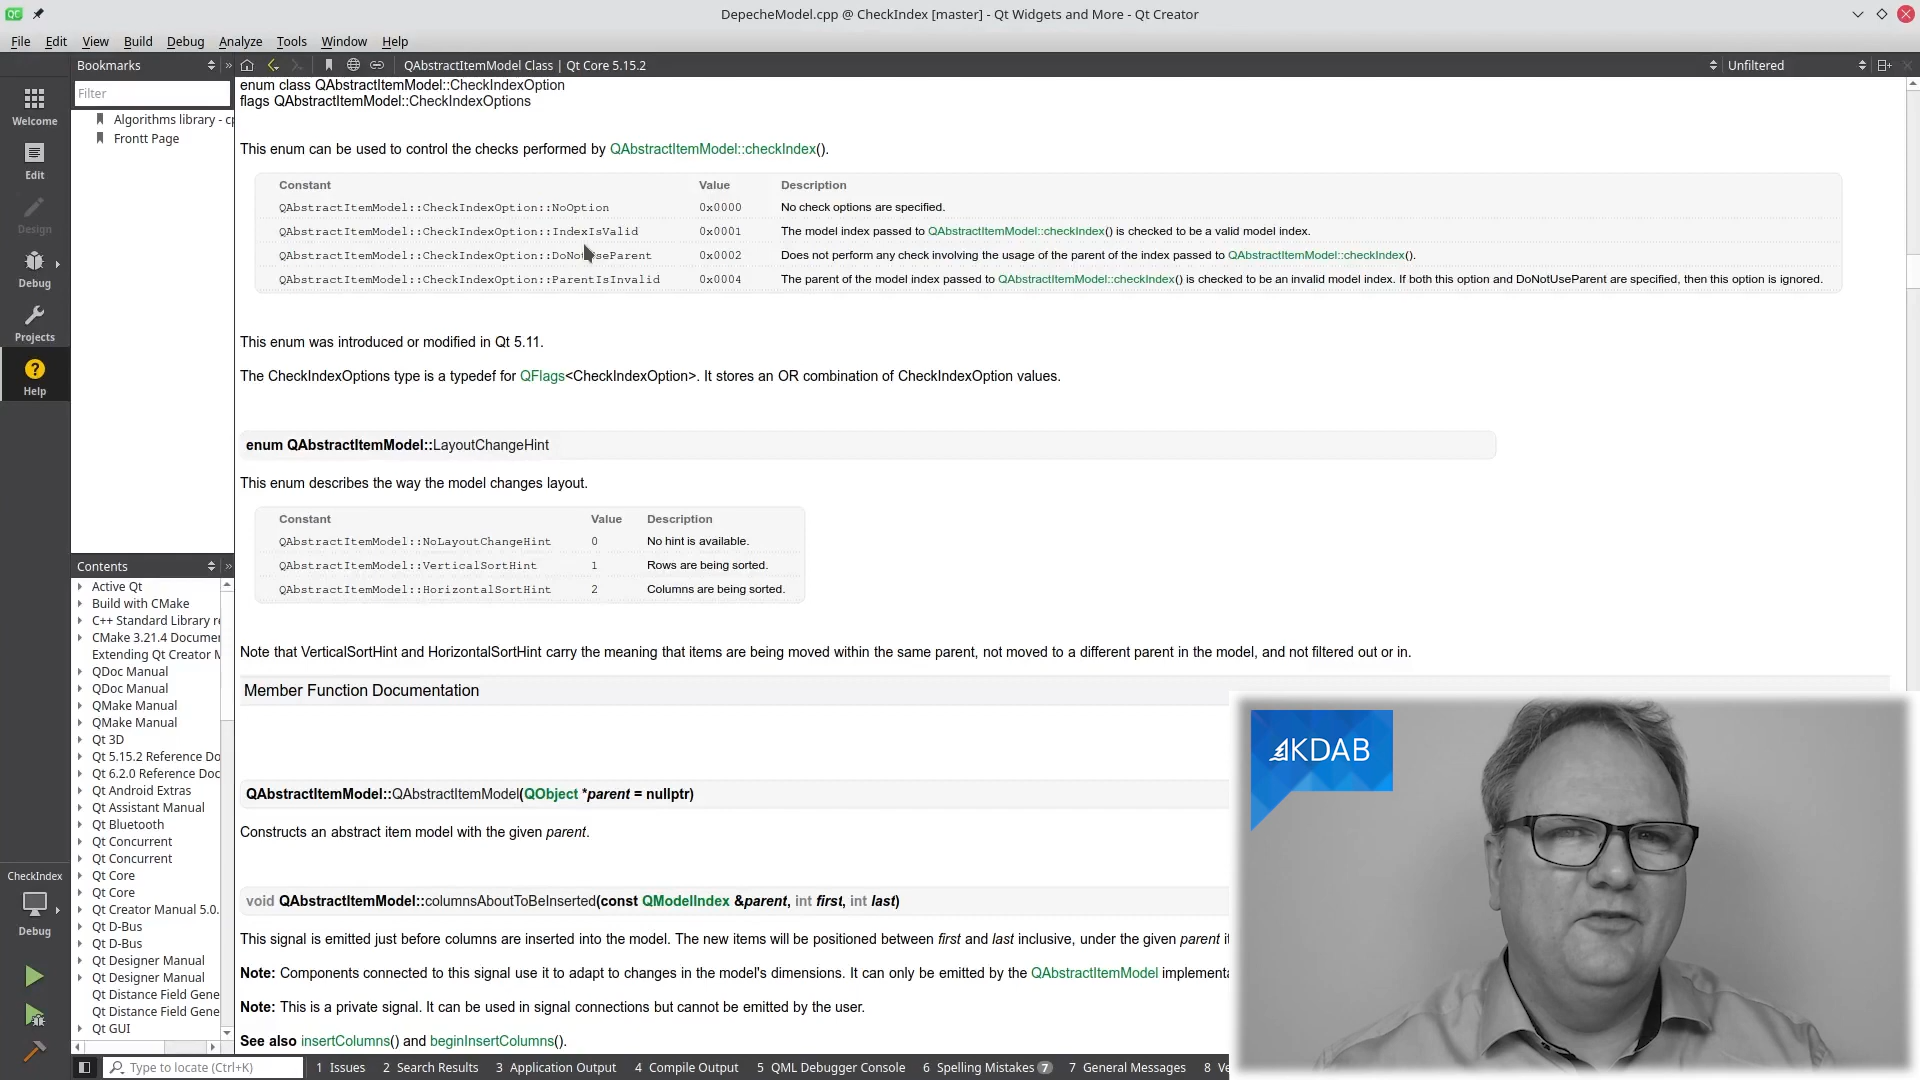 DepecheModel.cpp @ CheckIndex [master] - Qt Widgets and More - Qt Creator
File Edit View Build Debug Analyze Tools Window Help
Bookmarks
QAbstractItemModel Class | Qt Core 5.15.2
Unfiltered
Filter
Algorithms library - cp
Frontt Page
Welcome
Edit
Design
Debug
Projects
Help
enum class QAbstractItemModel::CheckIndexOption
flags QAbstractItemModel::CheckIndexOptions
This enum can be used to control the checks performed by QAbstractItemModel::checkIndex().
Constant Value Description
QAbstractItemModel::CheckIndexOption::NoOption 0x0000 No check options are specified.
QAbstractItemModel::CheckIndexOption::IndexIsValid 0x0001 The model index passed to QAbstractItemModel::checkIndex() is checked to be a valid model index.
QAbstractItemModel::CheckIndexOption::DoNotUseParent 0x0002 Does not perform any check involving the usage of the parent of the index passed to QAbstractItemModel::checkIndex().
QAbstractItemModel::CheckIndexOption::ParentIsInvalid 0x0004 The parent of the model index passed to QAbstractItemModel::checkIndex() is checked to be an invalid model index. If both this option and DoNotUseParent are specified, then this option is ignored.
This enum was introduced or modified in Qt 5.11.
The CheckIndexOptions type is a typedef for QFlags<CheckIndexOption>. It stores an OR combination of CheckIndexOption values.
enum QAbstractItemModel::LayoutChangeHint
This enum describes the way the model changes layout.
Constant Value Description
QAbstractItemModel::NoLayoutChangeHint 0 No hint is available.
QAbstractItemModel::VerticalSortHint 1 Rows are being sorted.
QAbstractItemModel::HorizontalSortHint 2 Columns are being sorted.
Note that VerticalSortHint and HorizontalSortHint carry the meaning that items are being moved within the same parent, not moved to a different parent in the model, and not filtered out or in.
Member Function Documentation
QAbstractItemModel::QAbstractItemModel(QObject *parent = nullptr)
Constructs an abstract item model with the given parent.
void QAbstractItemModel::columnsAboutToBeInserted(const QModelIndex &parent, int first, int last)
This signal is emitted just before columns are inserted into the model. The new items will be positioned between first and last inclusive, under the given parent it
Note: Components connected to this signal use it to adapt to changes in the model's dimensions. It can only be emitted by the QAbstractItemModel implementa
Note: This is a private signal. It can be used in signal connections but cannot be emitted by the user.
See also insertColumns() and beginInsertColumns().
Contents
Active Qt
Build with CMake
C++ Standard Library re
CMake 3.21.4 Documen
Extending Qt Creator M
QDoc Manual
QDoc Manual
QMake Manual
QMake Manual
Qt 3D
Qt 5.15.2 Reference Do
Qt 6.2.0 Reference Doc
Qt Android Extras
Qt Assistant Manual
Qt Bluetooth
Qt Concurrent
Qt Concurrent
Qt Core
Qt Core
Qt Creator Manual 5.0.
Qt D-Bus
Qt D-Bus
Qt Designer Manual
Qt Designer Manual
Qt Distance Field Gene
Qt Distance Field Gene
Qt GUI
CheckIndex
Debug
KDAB
Type to locate (Ctrl+K)
1 Issues 2 Search Results 3 Application Output 4 Compile Output 5 QML Debugger Console 6 Spelling Mistakes 7 7 General Messages 8 Ve